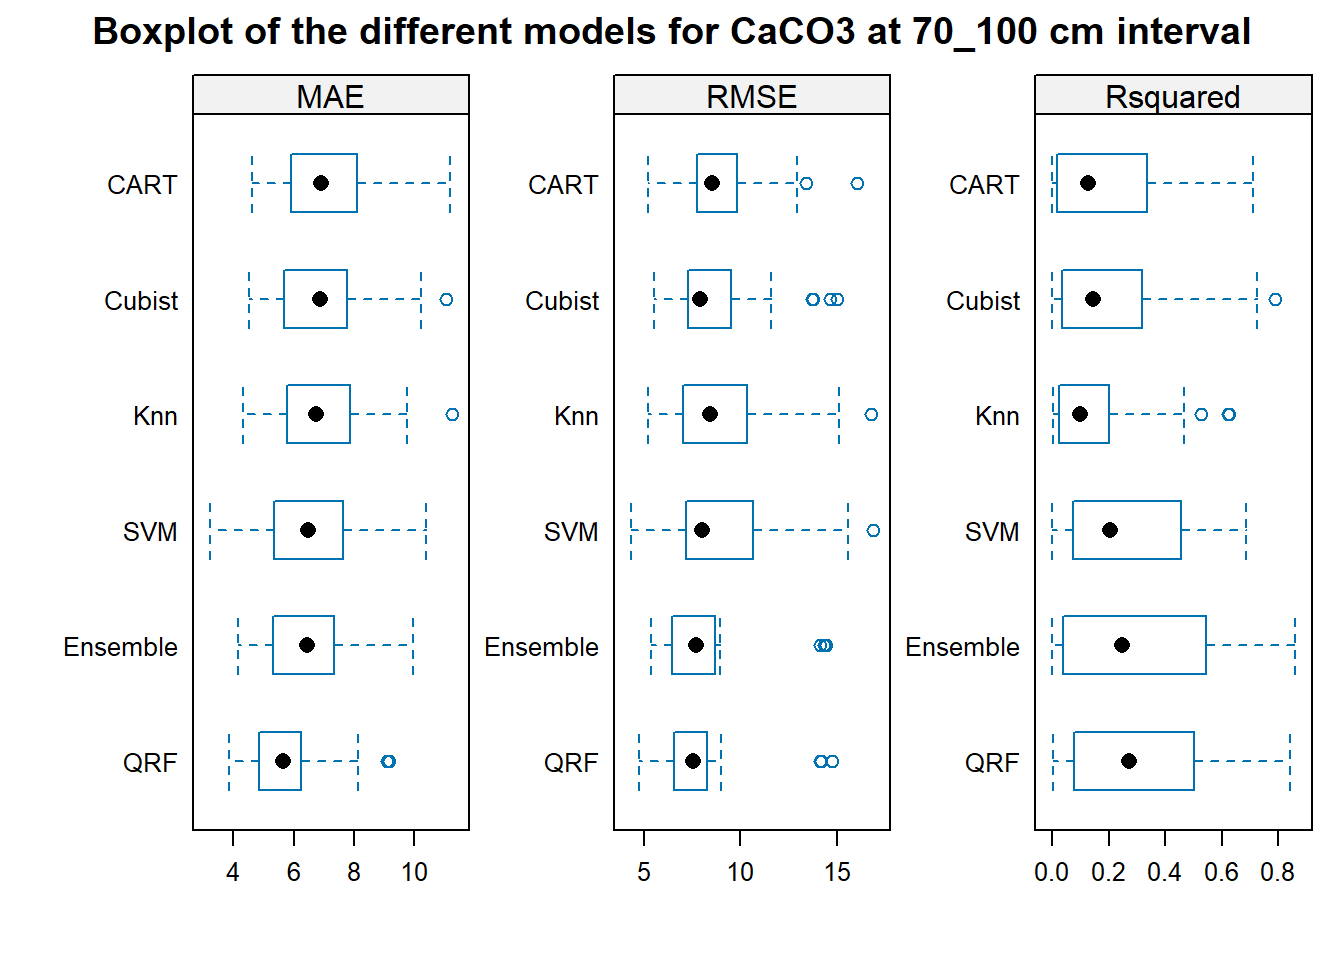 Boxplot of the different models for CaCO3 at 70_100 cm interval
MAE RMSE Rsquared
CART CART CART
Cubist Cubist Cubist
Knn Knn Knn
SVM SVM SVM
Ensemble Ensemble Ensemble
QRF QRF QRF
4 6 8 10 5 10 15 0.0 0.2 0.4 0.6 0.8